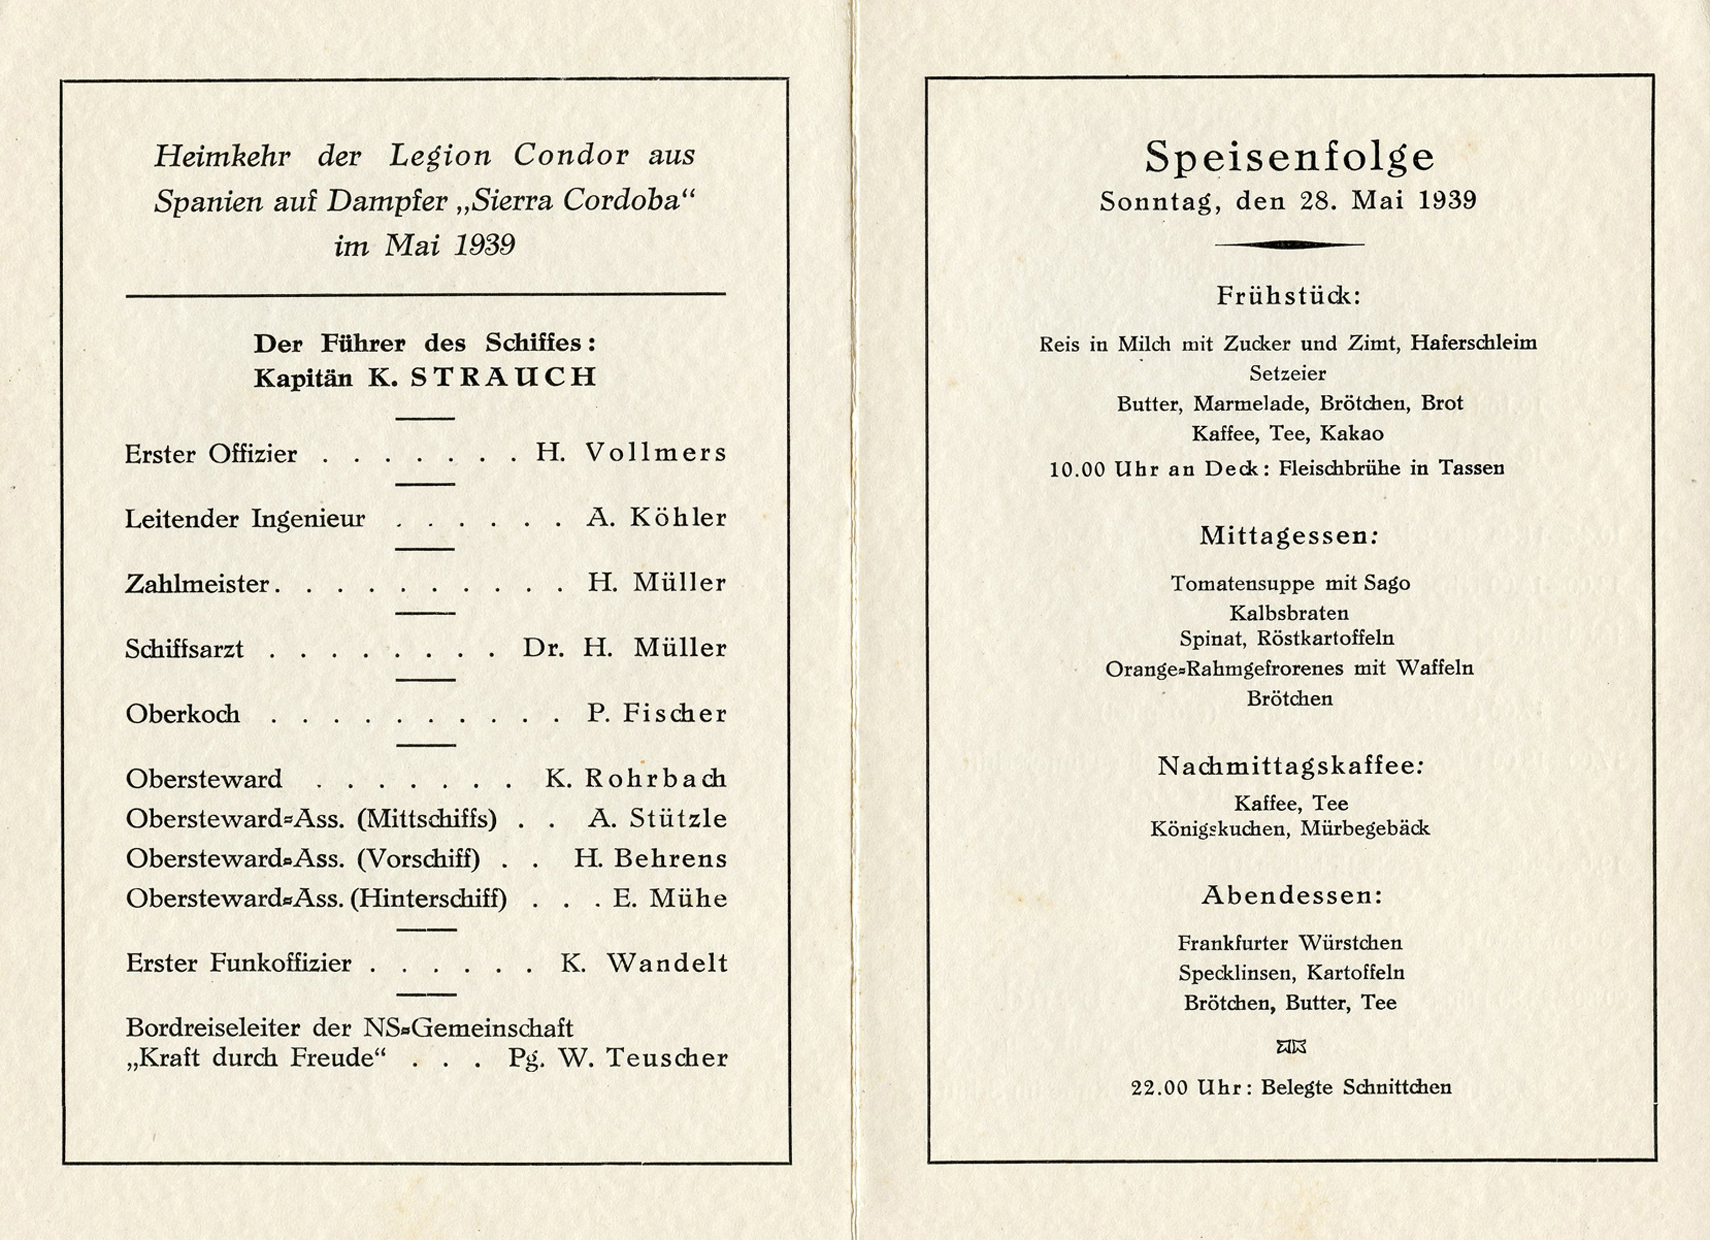 Heimkehr der Legion Condor aus
Spanien auf Dampfer „Sierra Cordoba“
im Mai 1939
Der Führer des Schiffes:
Kapitän K. STRAUCH
Erster Offizier . . . . . . . H. Vollmers
Leitender Ingenieur . . . . . . A. Köhler
Zahlmeister. . . . . . . . . . H. Müller
Schiffsarzt . . . . . . . . Dr. H. Müller
Oberkoch . . . . . . . . . . P. Fischer
Obersteward . . . . . . . K. Rohrbach
Obersteward-Ass. (Mittschiffs) . . A. Stützle
Obersteward-Ass. (Vorschiff) . . H. Behrens
Obersteward-Ass. (Hinterschiff) . . . E. Mühe
Erster Funkoffizier . . . . . . K. Wandelt
Bordreiseleiter der NS-Gemeinschaft
„Kraft durch Freude“ . . . Pg. W. Teuscher
Speisenfolge
Sonntag, den 28. Mai 1939
Frühstück:
Reis in Milch mit Zucker und Zimt, Haferschleim
Setzeier
Butter, Marmelade, Brötchen, Brot
Kaffee, Tee, Kakao
10.00 Uhr an Deck: Fleischbrühe in Tassen
Mittagessen:
Tomatensuppe mit Sago
Kalbsbraten
Spinat, Röstkartoffeln
Orange-Rahmgefrorenes mit Waffeln
Brötchen
Nachmittagskaffee:
Kaffee, Tee
Königskuchen, Mürbegebäck
Abendessen:
Frankfurter Würstchen
Specklinsen, Kartoffeln
Brötchen, Butter, Tee
22.00 Uhr: Belegte Schnittchen